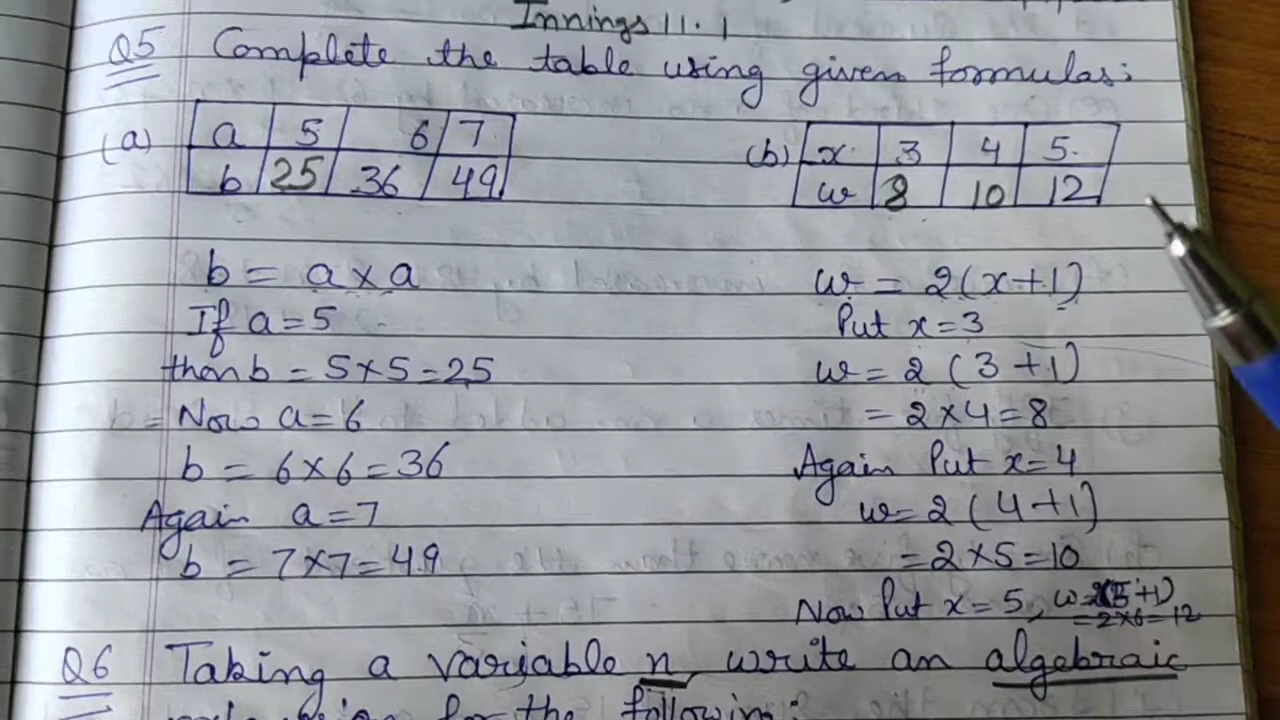 Innings 11.1
Q5 Complete the table using given formulas:
(a) a 5 6 7
b 25 36 49
b = a×a
If a=5
then b = 5×5=25
Now a=6
b = 6×6=36
Again a=7
b = 7×7=49
(b) x 3 4 5
w 8 10 12
w = 2(x+1)
Put x=3
w = 2 (3+1)
= 2×4=8
Again Put x=4
w=2(4+1)
=2×5=10
Now Put x=5, w=2(5+1)
=2×6=12
Q6 Taking a variable n, write an algebraic
for the following: